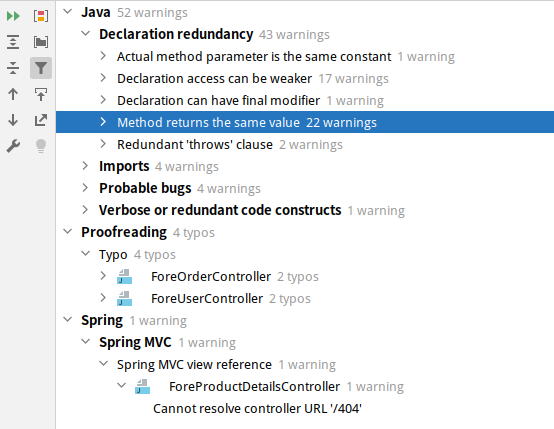 Java 52 warnings
Declaration redundancy 43 warnings
Actual method parameter is the same constant 1 warning
Declaration access can be weaker 17 warnings
Declaration can have final modifier 1 warning
Method returns the same value 22 warnings
Redundant 'throws' clause 2 warnings
Imports 4 warnings
Probable bugs 4 warnings
Verbose or redundant code constructs 1 warning
Proofreading 4 typos
Typo 4 typos
ForeOrderController 2 typos
ForeUserController 2 typos
Spring 1 warning
Spring MVC 1 warning
Spring MVC view reference 1 warning
ForeProductDetailsController 1 warning
Cannot resolve controller URL '/404'